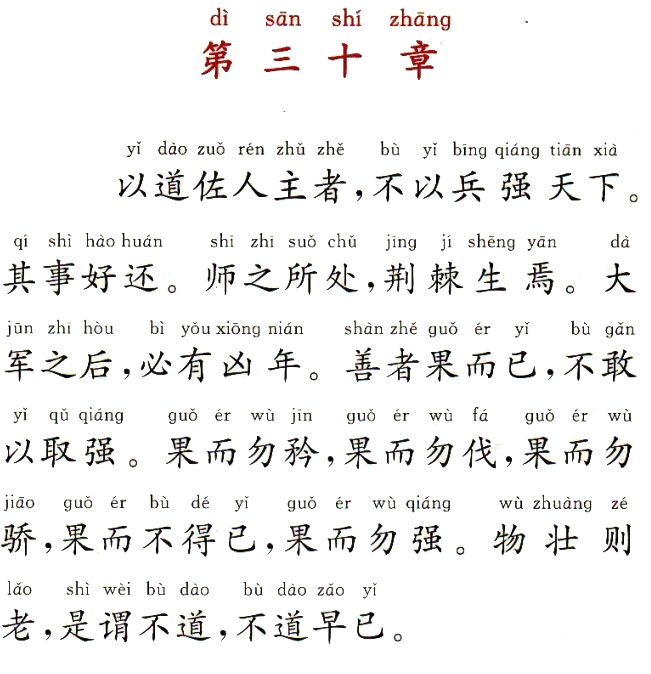 dì sān shí zhāng
第三十章
yǐ dào zuǒ rén zhǔ zhě bù yǐ bīng qiáng tiān xià
以道佐人主者，不以兵强天下。
qí shì hào huán shī zhī suǒ chǔ jīng jí shēng yān dà
其事好还。师之所处，荆棘生焉。大
jūn zhī hòu bì yǒu xiōng nián shàn zhě guǒ ér yǐ bù gǎn
军之后，必有凶年。善者果而已，不敢
yǐ qǔ qiáng guǒ ér wù jīn guǒ ér wù fá guǒ ér wù
以取强。果而勿矜，果而勿伐，果而勿
jiāo guǒ ér bù dé yǐ guǒ ér wù qiáng wù zhuàng zé
骄，果而不得已，果而勿强。物壮则
lǎo shì wèi bù dào bù dào zǎo yǐ
老，是谓不道，不道早已。